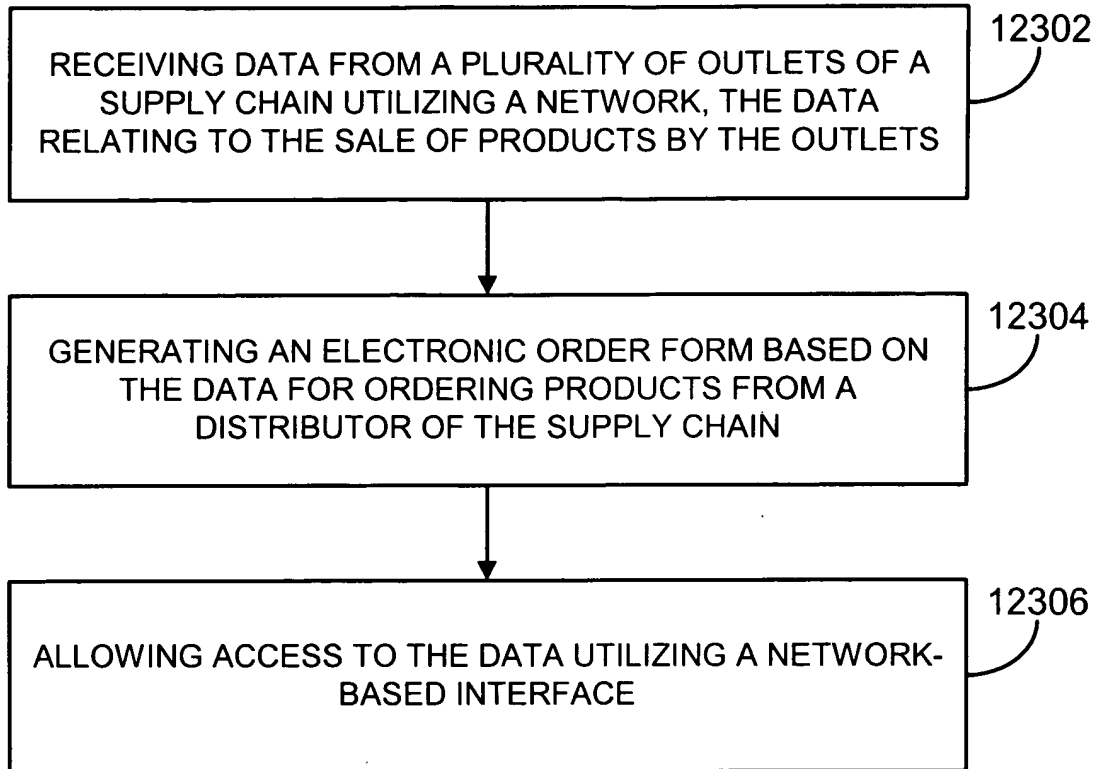 12302
RECEIVING DATA FROM A PLURALITY OF OUTLETS OF A
SUPPLY CHAIN UTILIZING A NETWORK, THE DATA
RELATING TO THE SALE OF PRODUCTS BY THE OUTLETS
12304
GENERATING AN ELECTRONIC ORDER FORM BASED ON
THE DATA FOR ORDERING PRODUCTS FROM A
DISTRIBUTOR OF THE SUPPLY CHAIN
12306
ALLOWING ACCESS TO THE DATA UTILIZING A NETWORK-
BASED INTERFACE